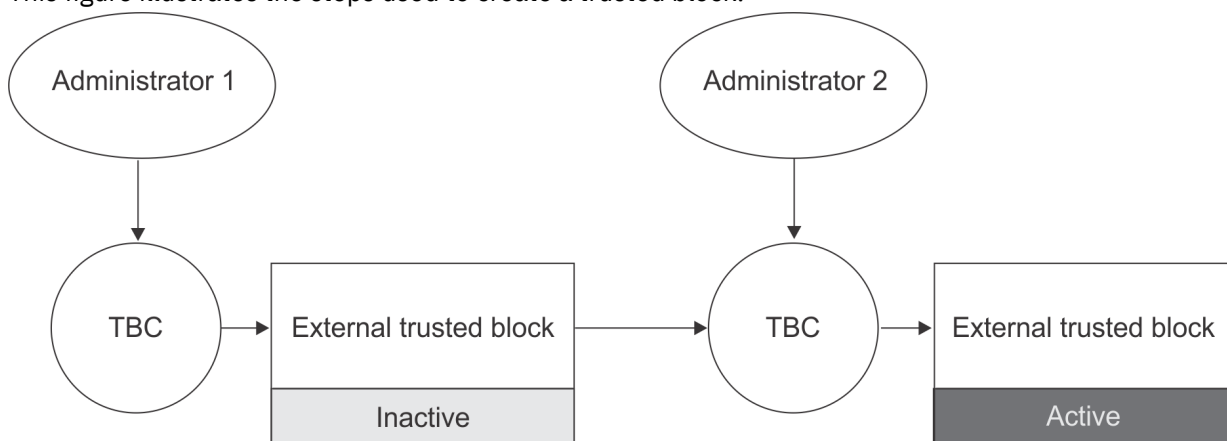 This figure illustrates the steps used to create a trusted block.
Administrator 1
Administrator 2
TBC
External trusted block
TBC
External trusted block
Inactive
Active